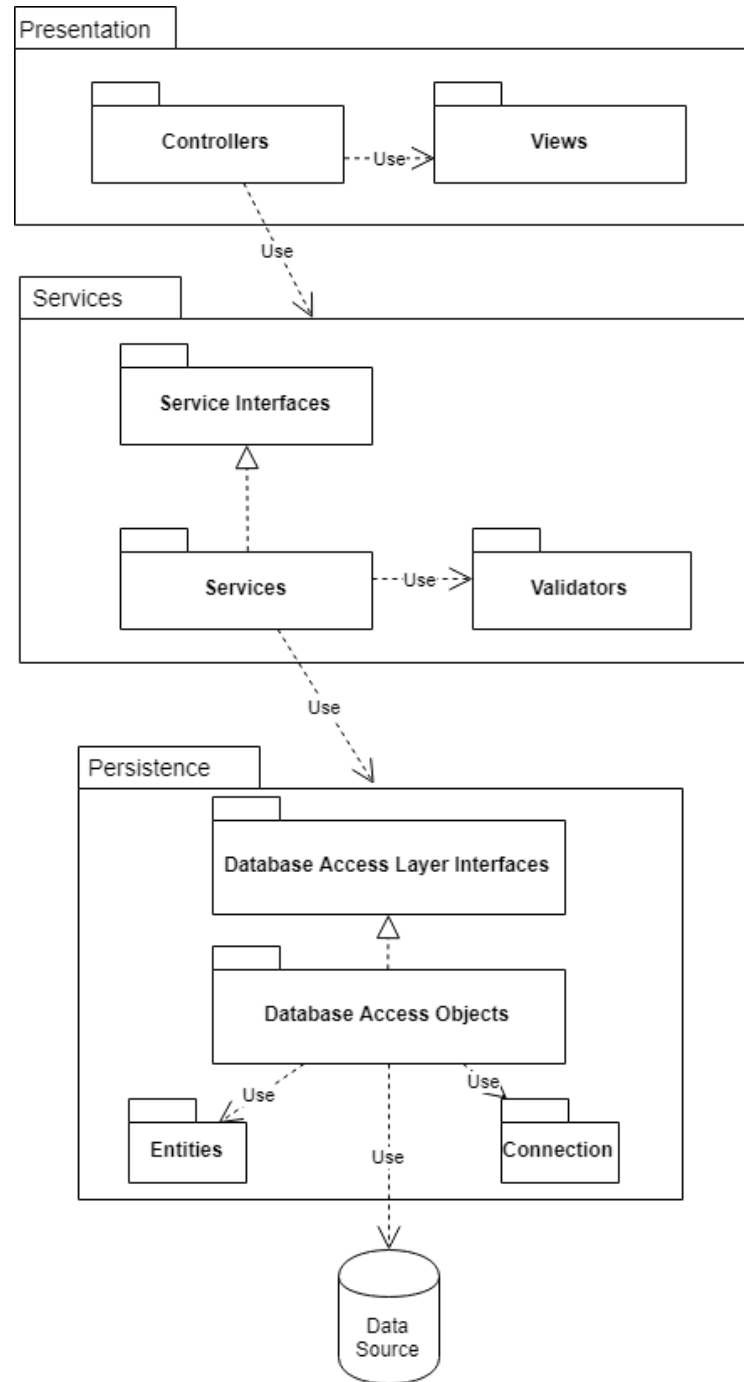 Presentation
Controllers
Use
Views
Use
Services
Service Interfaces
Services
Use
Validators
Use
Persistence
Database Access Layer Interfaces
Database Access Objects
Use
Use
Entities
Use
Connection
Data
Source